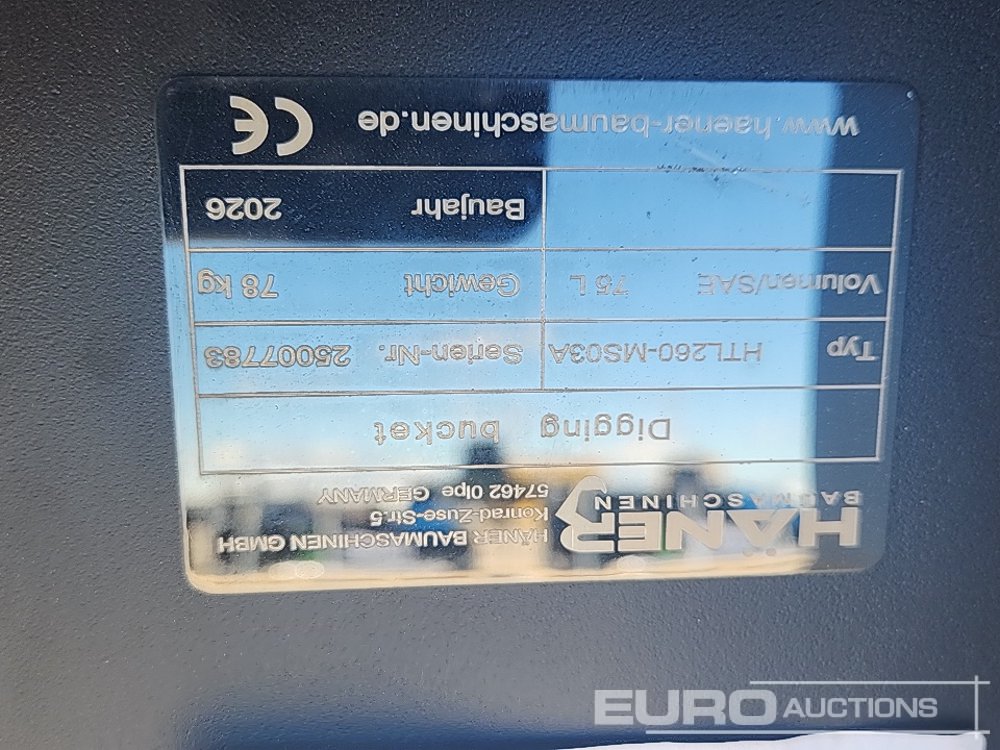 HÄNER
BAUMASCHINEN
HÄNER BAUMASCHINEN GMBH
Konrad-Zuse-Str.5
57462 Olpe GERMANY
Digging bucket
Typ HTL260-MS03A Serien-Nr. 25007783
Volumen/SAE 75 L Gewicht 78 kg
Baujahr 2026
www.haener-baumaschinen.de CE
EURO AUCTIONS